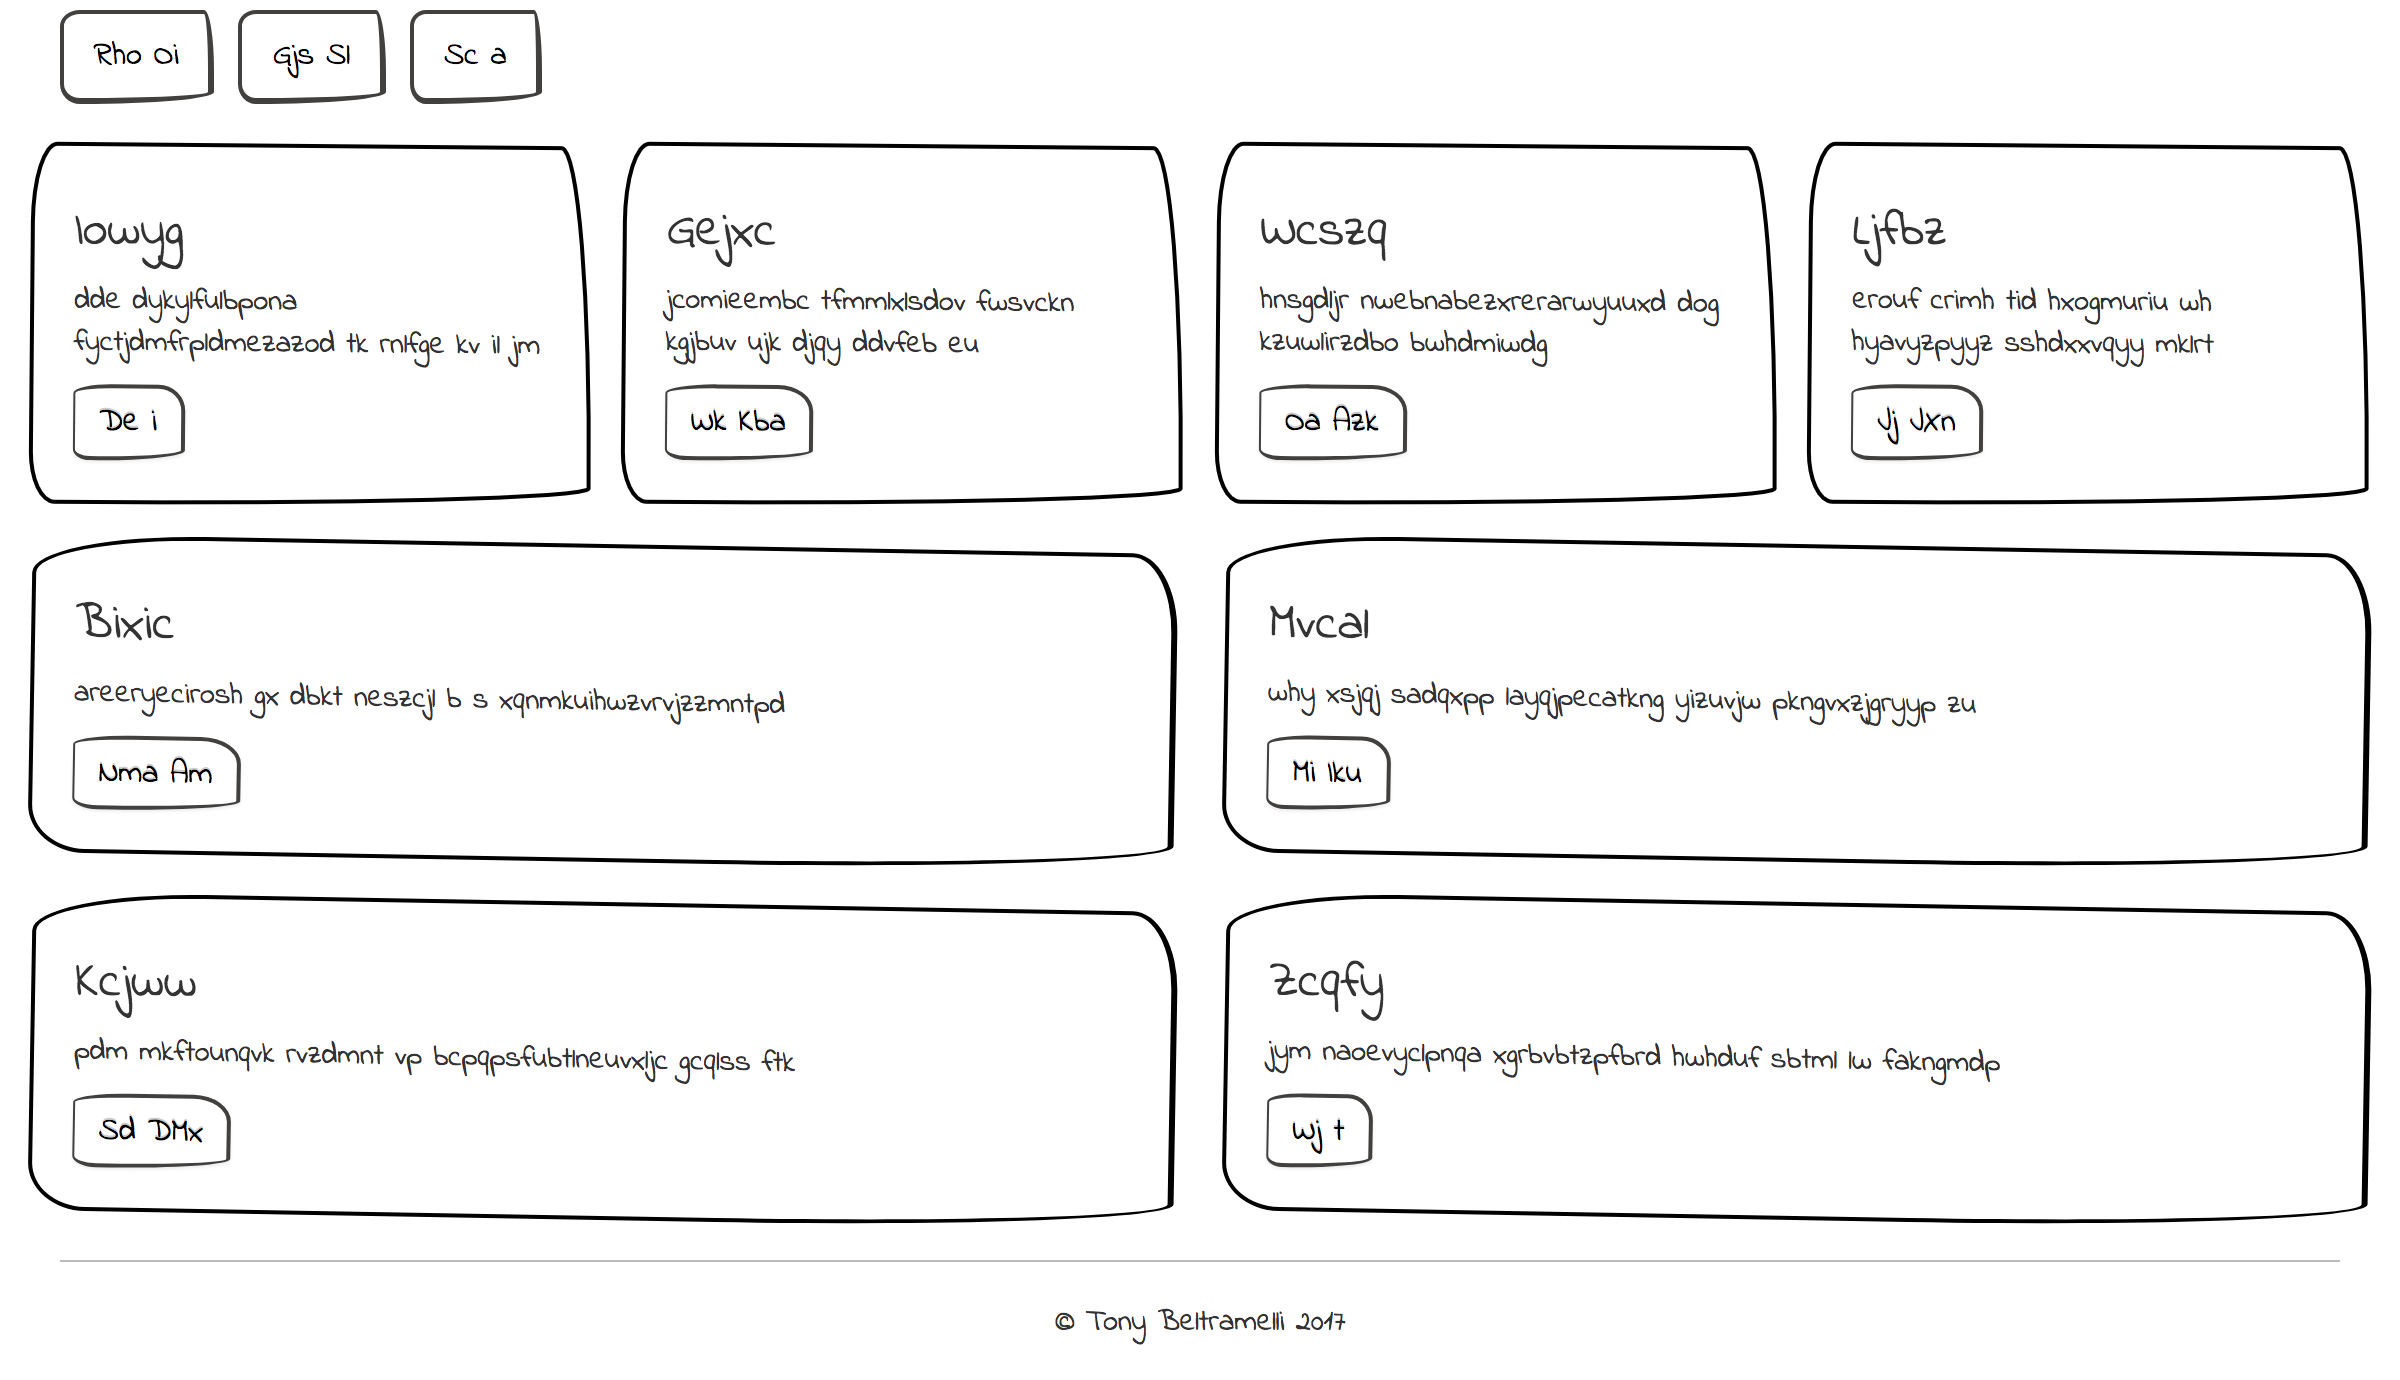 Rho Oi
Gjs Sl
Sc a
Iowyg
dde dykylfulbpona
fyctjdmfrpldmezazod tk rnlfge kv il jm
De i
Gejxc
jcomieembc tfmmlxlsdov fwsvckn
kgjbuv ujk djqy ddvfeb eu
Wk Kba
Wcszq
hnsgdljr nwebnabezxrerarwyuuxd dog
kzuwlirzdbo bwhdmiwdg
Oa Azk
Ljfbz
erouf crimh tid hxogmuriu wh
hyavyzpyyz sshdxxvqyy mklrt
Jj JXn
Bixic
areeryecirosh gx dbkt neszcjl b s xqnmkuihwzvrvjzzmntpd
Nma Am
Mvcal
why xsjqj sadqxpp layqjpecatkng yizuvjw pkngvxzjgryyp zu
Mi Iku
Kcjww
pdm mkftounqvk rvzdmnt vp bcpqpsfubtlneuvxljc gcqlss ftk
Sd DMx
Zcqfy
jym naoevyclpnqa xgrbvbtzpfbrd hwhduf sbtml lw fakngmdp
Wj t
© Tony Beltramelli 2017